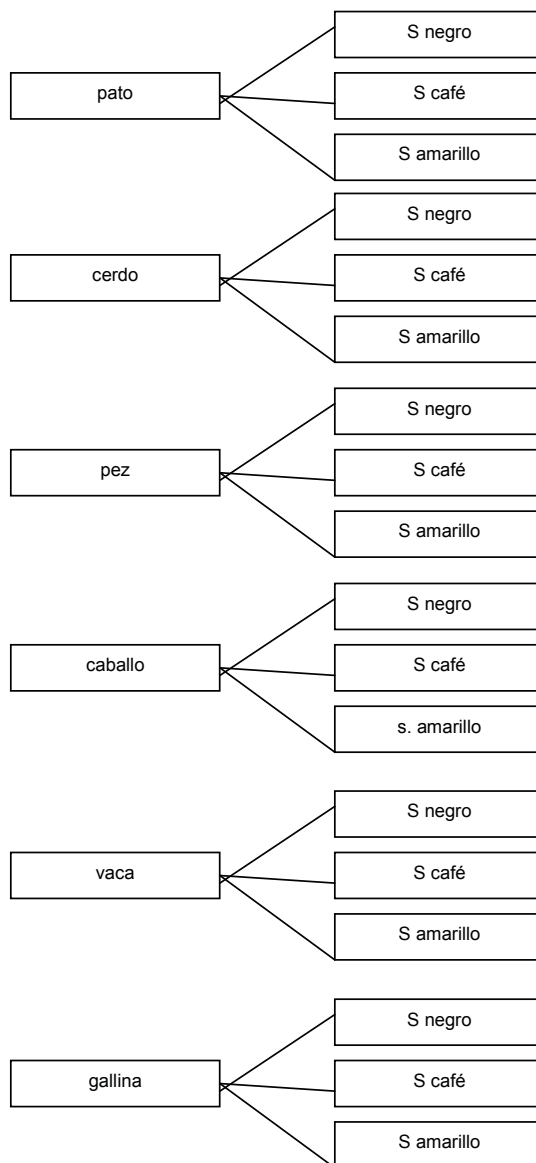 S negro
pato
S café
S amarillo
S negro
cerdo
S café
S amarillo
S negro
pez
S café
S amarillo
S negro
caballo
S café
s. amarillo
S negro
vaca
S café
S amarillo
S negro
gallina
S café
S amarillo